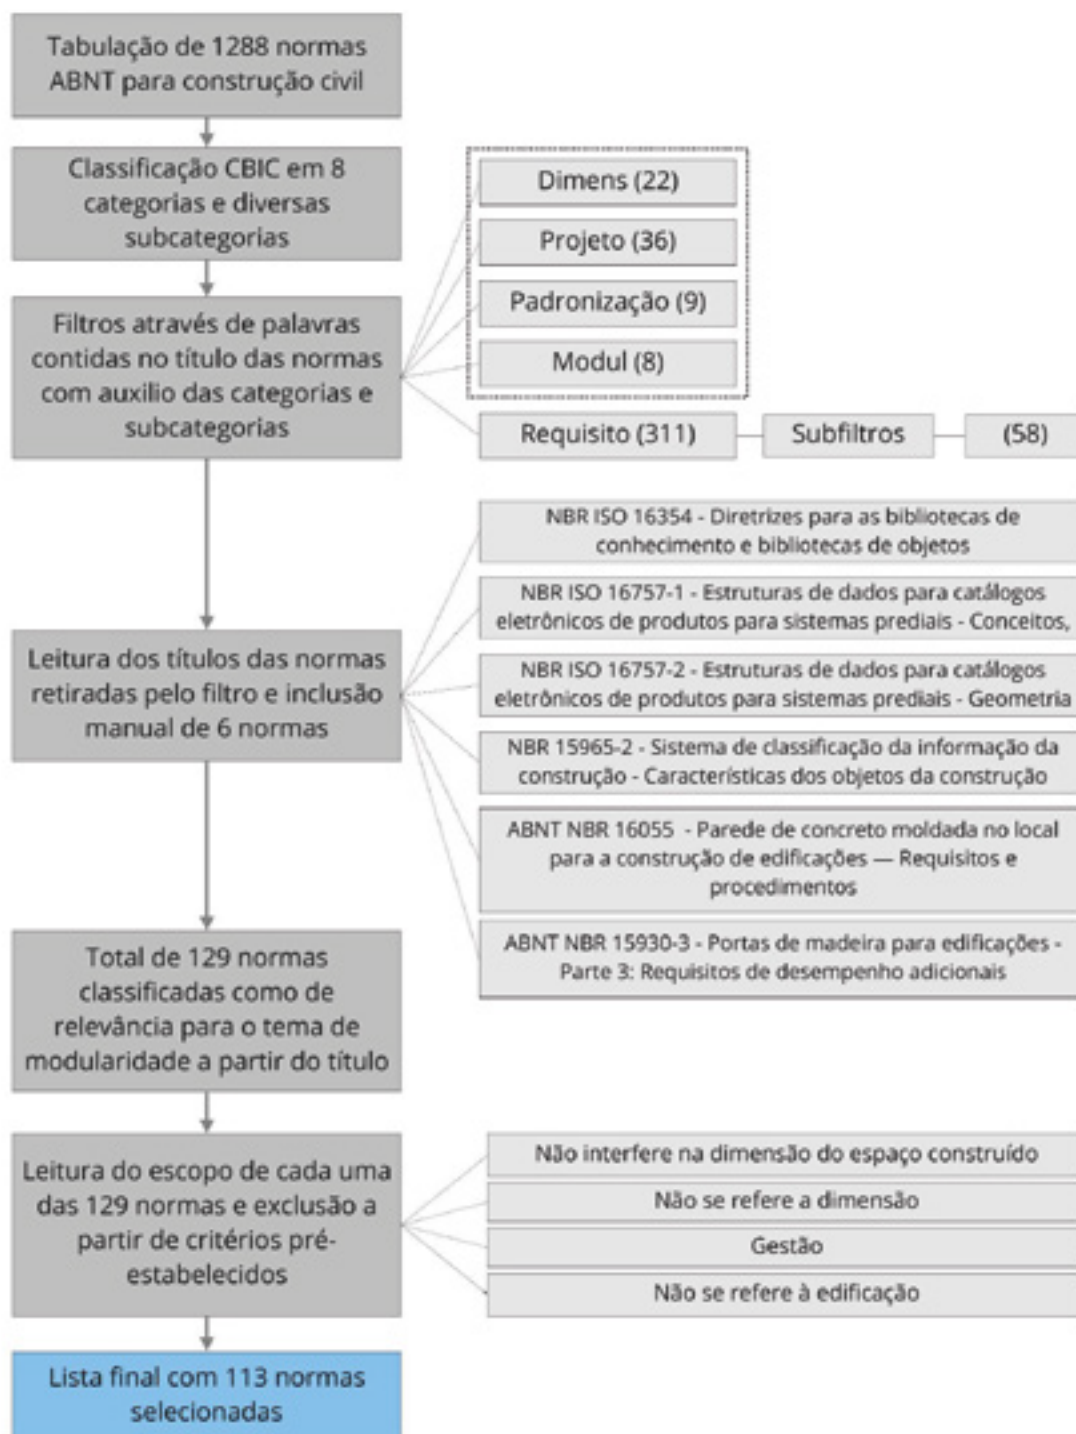 Tabulação de 1288 normas
ABNT para construção civil
Classificação CBIC em 8
categorias e diversas
subcategorias
Filtros através de palavras
contidas no título das normas
com auxilio das categorias e
subcategorias
Dimens (22)
Projeto (36)
Padronização (9)
Modul (8)
Requisito (311)
Subfiltros
(58)
Leitura dos títulos das normas
retiradas pelo filtro e inclusão
manual de 6 normas
NBR ISO 16354 - Diretrizes para as bibliotecas de
conhecimento e bibliotecas de objetos
NBR ISO 16757-1 - Estruturas de dados para catálogos
eletrônicos de produtos para sistemas prediais - Conceitos,
NBR ISO 16757-2 - Estruturas de dados para catálogos
eletrônicos de produtos para sistemas prediais - Geometria
NBR 15965-2 - Sistema de classificação da informação da
construção - Características dos objetos da construção
ABNT NBR 16055 - Parede de concreto moldada no local
para a construção de edificações — Requisitos e
procedimentos
ABNT NBR 15930-3 - Portas de madeira para edificações -
Parte 3: Requisitos de desempenho adicionais
Total de 129 normas
classificadas como de
relevância para o tema de
modularidade a partir do título
Leitura do escopo de cada uma
das 129 normas e exclusão a
partir de critérios pré-
estabelecidos
Não interfere na dimensão do espaço construído
Não se refere a dimensão
Gestão
Não se refere à edificação
Lista final com 113 normas
selecionadas